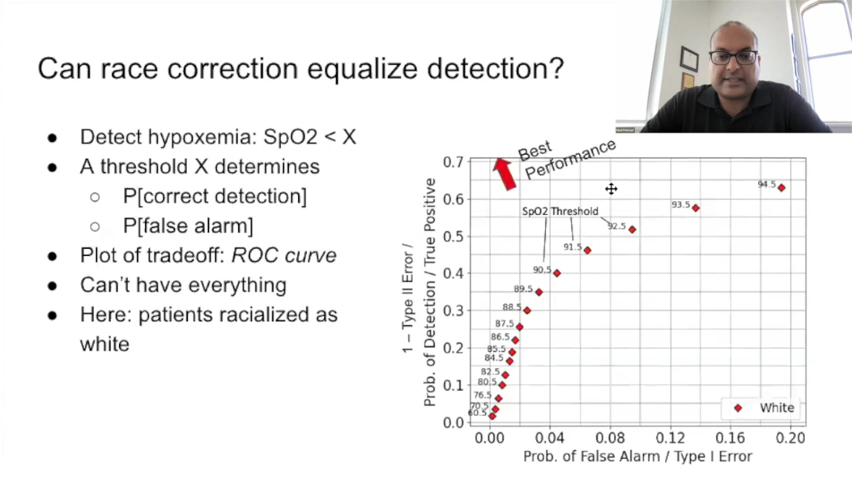 Can race correction equalize detection?
● Detect hypoxemia: SpO2 < X
● A threshold X determines
○ P[correct detection]
○ P[false alarm]
● Plot of tradeoff: ROC curve
● Can't have everything
● Here: patients racialized as
white
Best
Performance
1 – Type II Error /
Prob. of Detection / True Positive
0.7
0.6
0.5
0.4
0.3
0.2
0.1
0.0
SpO2 Threshold
94.5
93.5
92.5
91.5
90.5
89.5
88.5
87.5
86.5
85.5
84.5
82.5
80.5
76.5
70.5
60.5
White
0.00 0.04 0.08 0.12 0.16 0.20
Prob. of False Alarm / Type I Error